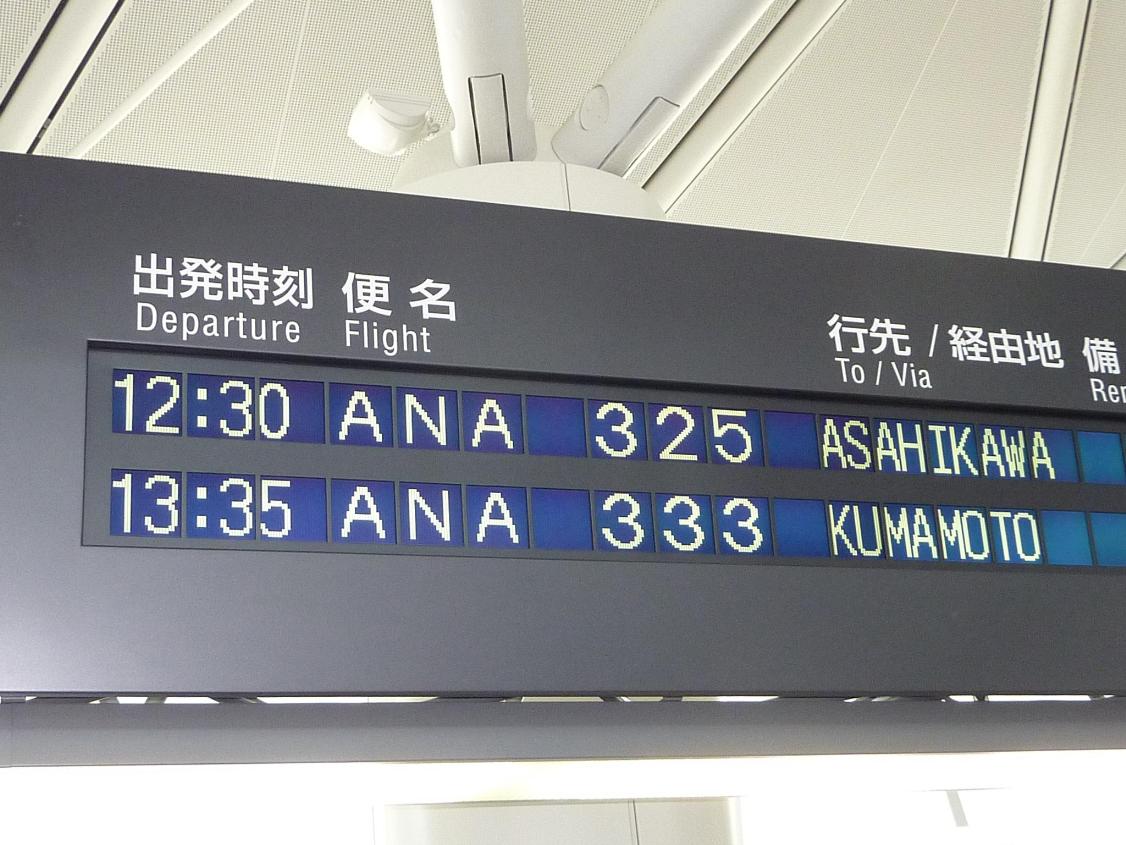 出発時刻 便名 行先 / 経由地 備
Departure Flight To / Via
12:30 ANA 325 ASAHIKAWA
13:35 ANA 333 KUMAMOTO